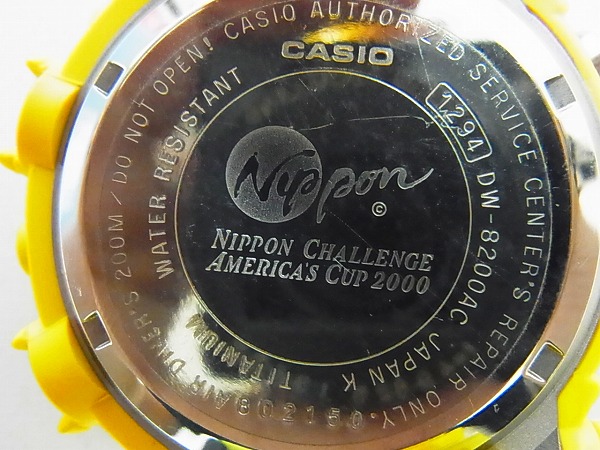 CASIO
AIR DIVER'S 200M / DO NOT OPEN! CASIO AUTHORIZED SERVICE CENTER'S REPAIR ONLY.
WATER RESISTANT
1294 DW-8200AC JAPAN K
TITANIUM
802150
Nippon
©
NIPPON CHALLENGE
AMERICA'S CUP 2000